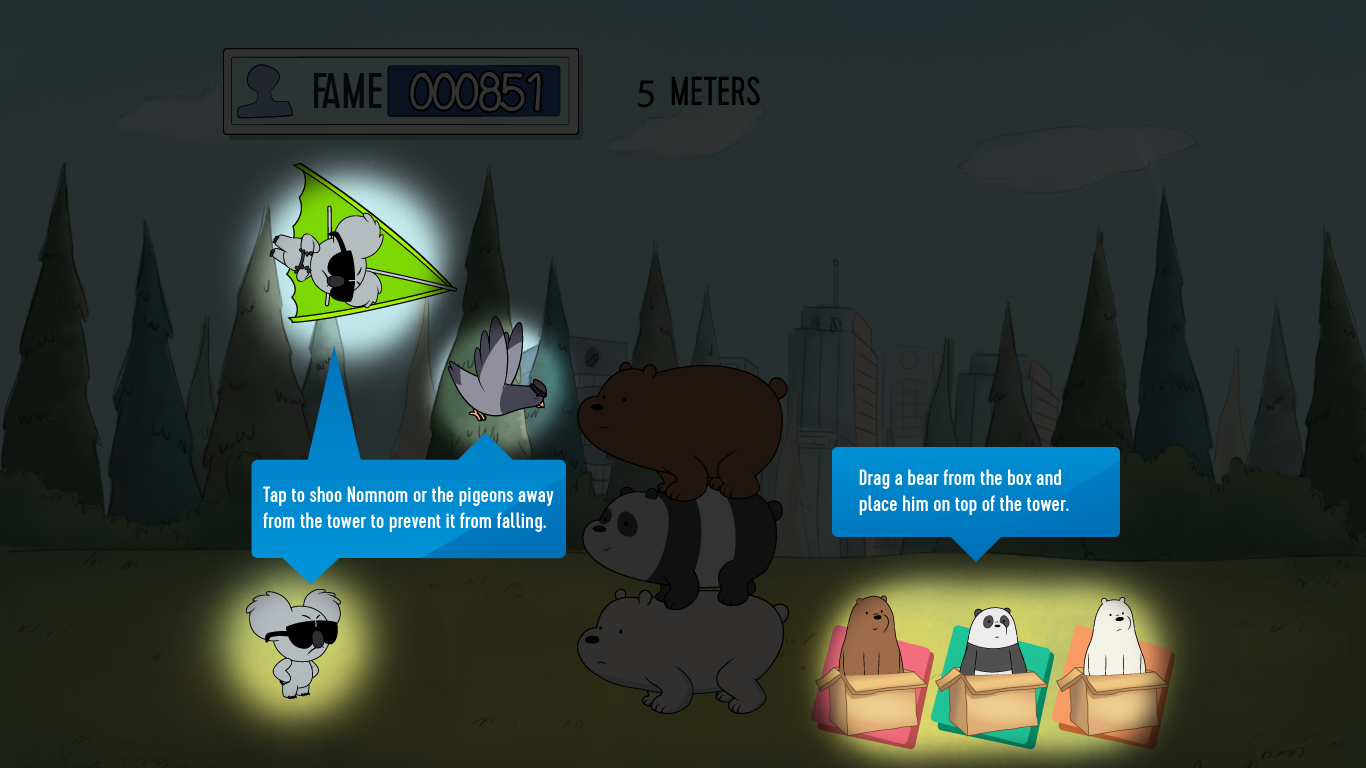 FAME 000851
5 METERS
Tap to shoo Nomnom or the pigeons away
from the tower to prevent it from falling.
Drag a bear from the box and
place him on top of the tower.